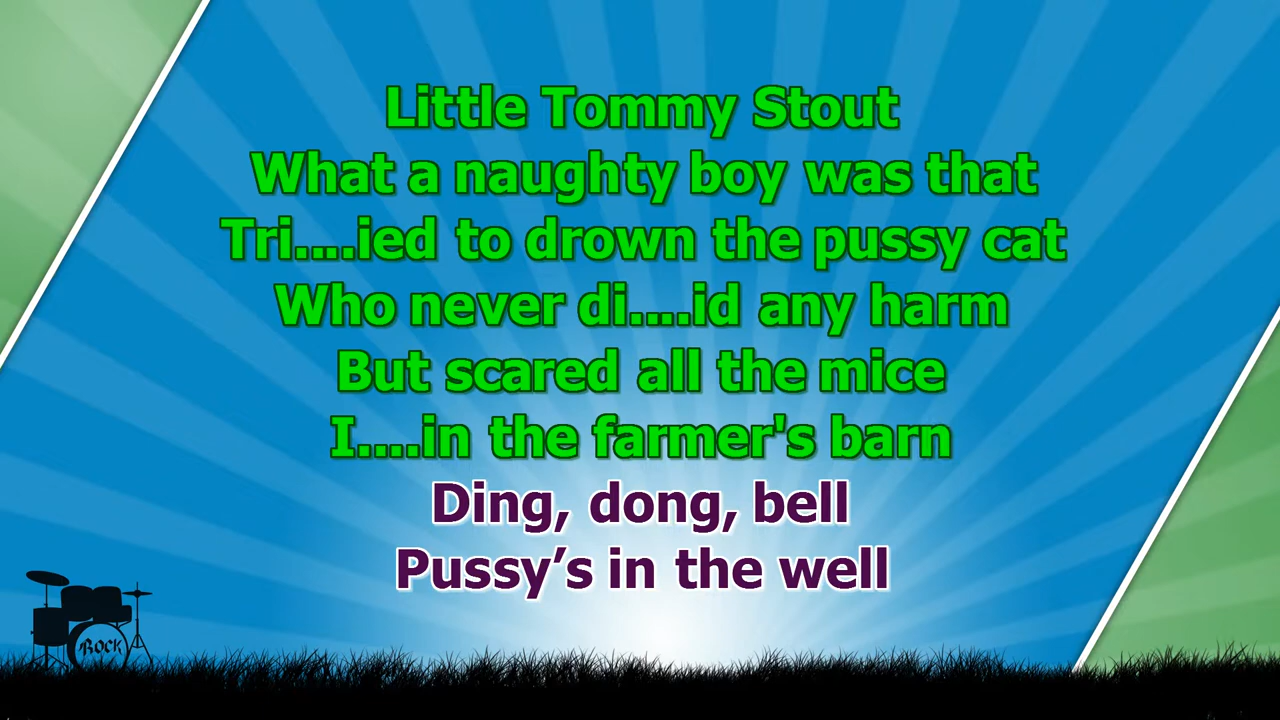 Little Tommy Stout
What a naughty boy was that
Tri....ied to drown the pussy cat
Who never di....id any harm
But scared all the mice
I....in the farmer's barn
Ding, dong, bell
Pussy’s in the well
ROCK